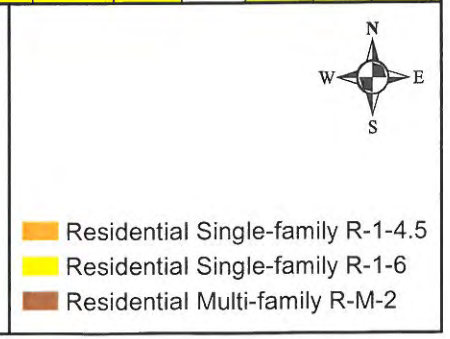 N
W E
S
Residential Single-family R-1-4.5
Residential Single-family R-1-6
Residential Multi-family R-M-2